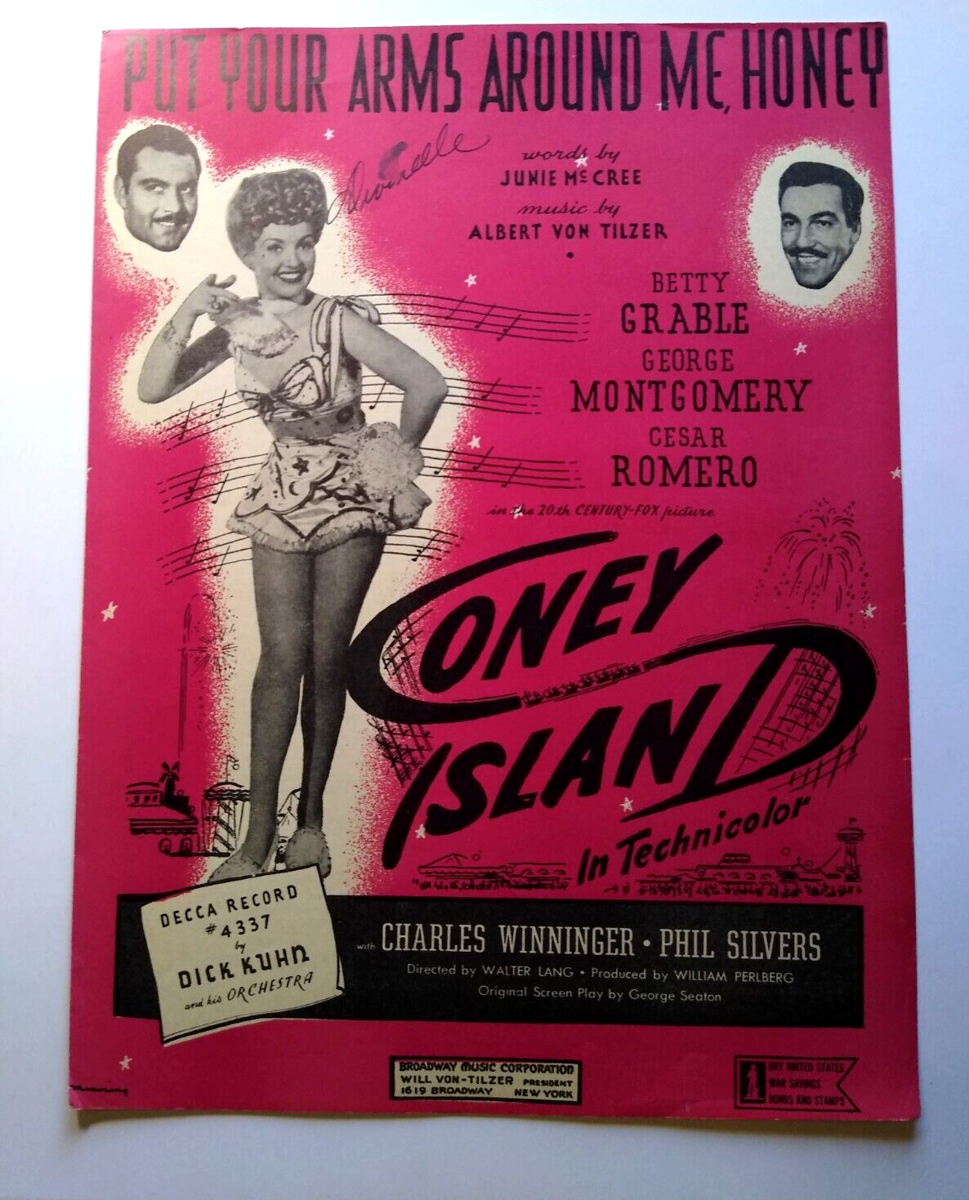 PUT YOUR ARMS AROUND ME, HONEY
words by
JUNIE McCREE
music by
ALBERT VON TILZER
BETTY
GRABLE
GEORGE
MONTGOMERY
CESAR
ROMERO
in the 20th CENTURY-FOX picture
CONEY
ISLAND
In Technicolor
DECCA RECORD
#4337
by
DICK KUHN
and his ORCHESTRA
with CHARLES WINNINGER • PHIL SILVERS
Directed by WALTER LANG • Produced by WILLIAM PERLBERG
Original Screen Play by George Seaton
BROADWAY MUSIC CORPORATION
WILL VON-TILZER PRESIDENT
1619 BROADWAY NEW YORK
BUY UNITED STATES
WAR SAVINGS
BONDS AND STAMPS